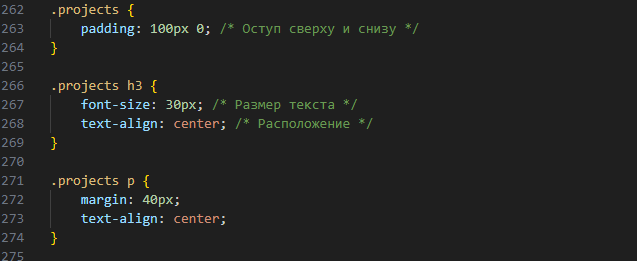 262 .projects {
263 padding: 100px 0; /* Оступ сверху и снизу */
264 }
265
266 .projects h3 {
267 font-size: 30px; /* Размер текста */
268 text-align: center; /* Расположение */
269 }
270
271 .projects p {
272 margin: 40px;
273 text-align: center;
274 }
275